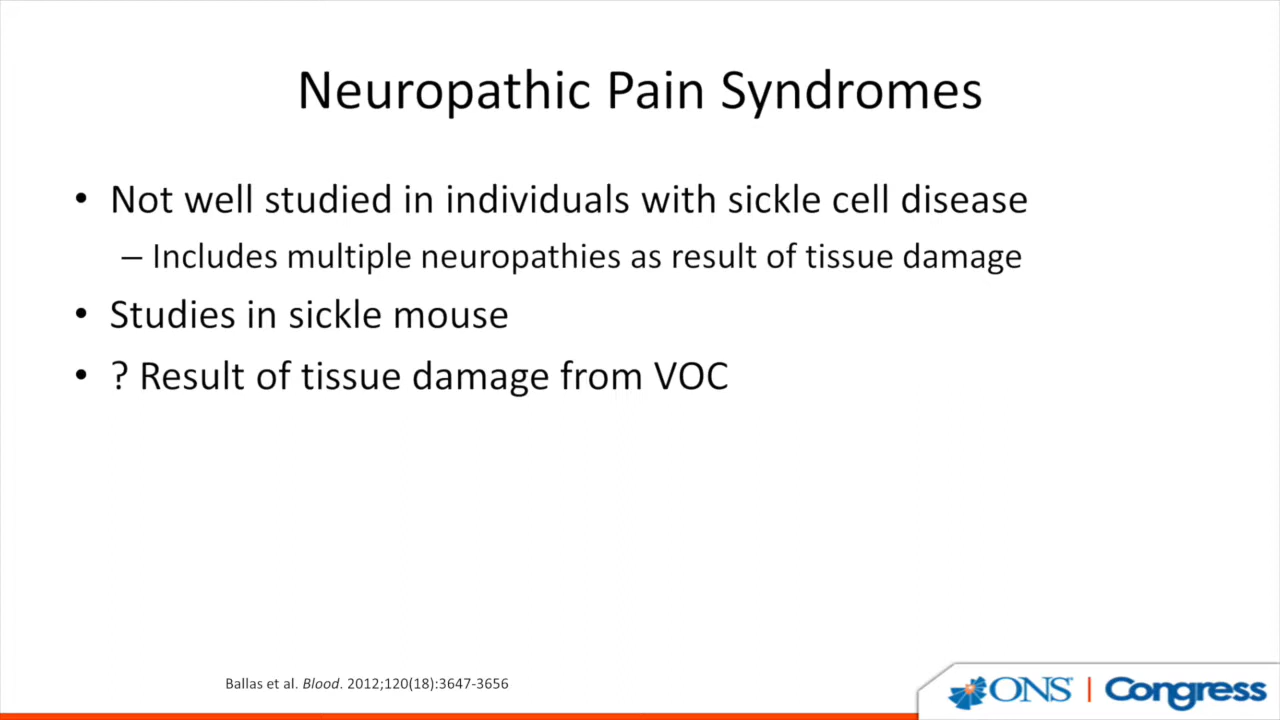 Neuropathic Pain Syndromes
• Not well studied in individuals with sickle cell disease
– Includes multiple neuropathies as result of tissue damage
• Studies in sickle mouse
• ? Result of tissue damage from VOC
Ballas et al. Blood. 2012;120(18):3647-3656
ONS | Congress